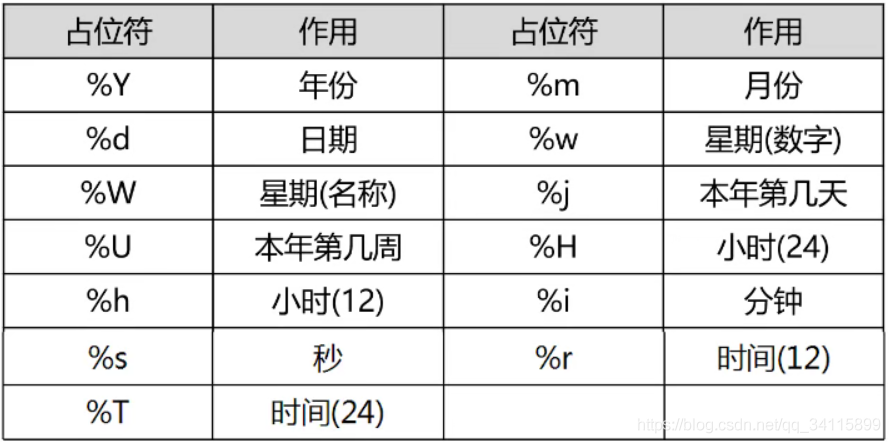 占位符 作用 占位符 作用
%Y 年份 %m 月份
%d 日期 %w 星期(数字)
%W 星期(名称) %j 本年第几天
%U 本年第几周 %H 小时(24)
%h 小时(12) %i 分钟
%s 秒 %r 时间(12)
%T 时间(24)
https://blog.csdn.net/qq_34115899